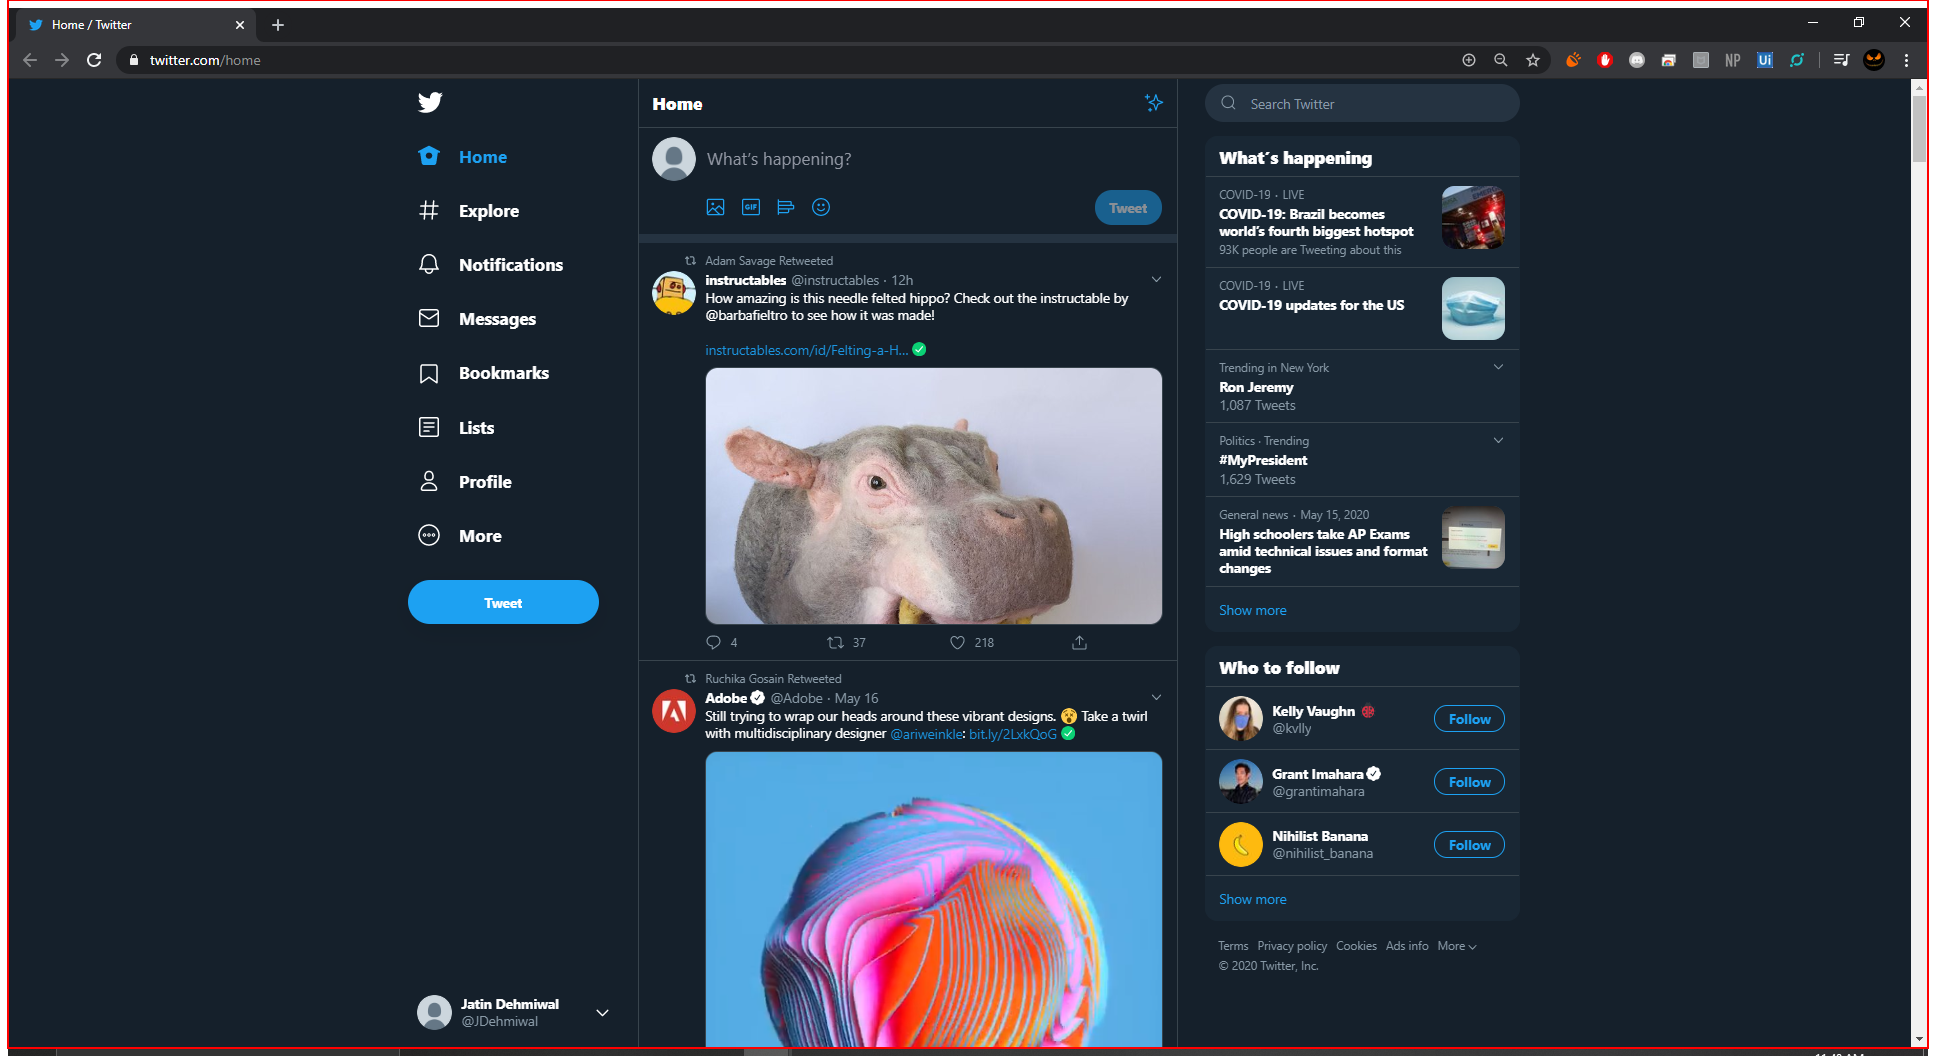 Home / Twitter
twitter.com/home
NP
Ui
Home
Explore
Notifications
Messages
Bookmarks
Lists
Profile
More
Tweet
Jatin Dehmiwal
@JDehmiwal
Home
What's happening?
GIF
Tweet
Adam Savage Retweeted
instructables @instructables · 12h
How amazing is this needle felted hippo? Check out the instructable by
@barbafieltro to see how it was made!
instructables.com/id/Felting-a-H...
4 37 218
Ruchika Gosain Retweeted
Adobe @Adobe · May 16
Still trying to wrap our heads around these vibrant designs. 😲 Take a twirl
with multidisciplinary designer @ariweinkle: bit.ly/2LxkQoG
Search Twitter
What´s happening
COVID-19 · LIVE
COVID-19: Brazil becomes
world's fourth biggest hotspot
93K people are Tweeting about this
COVID-19 · LIVE
COVID-19 updates for the US
Trending in New York
Ron Jeremy
1,087 Tweets
Politics · Trending
#MyPresident
1,629 Tweets
General news · May 15, 2020
High schoolers take AP Exams
amid technical issues and format
changes
Show more
Who to follow
Kelly Vaughn 🐞
@kvlly
Follow
Grant Imahara
@grantimahara
Follow
Nihilist Banana
@nihilist_banana
Follow
Show more
Terms Privacy policy Cookies Ads info More
© 2020 Twitter, Inc.